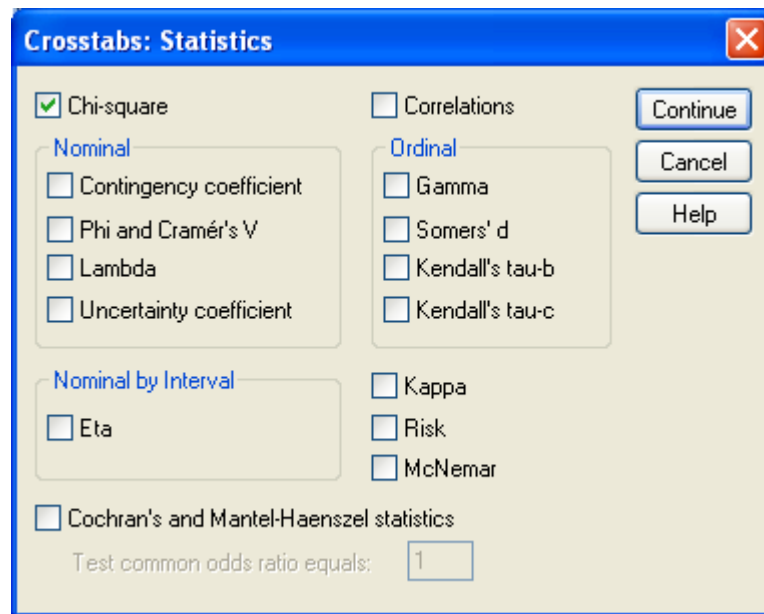 Crosstabs: Statistics
Chi-square
Correlations
Continue
Nominal
Ordinal
Cancel
Contingency coefficient
Gamma
Help
Phi and Cramér's V
Somers' d
Lambda
Kendall's tau-b
Uncertainty coefficient
Kendall's tau-c
Nominal by Interval
Kappa
Eta
Risk
McNemar
Cochran's and Mantel-Haenszel statistics
Test common odds ratio equals: 1